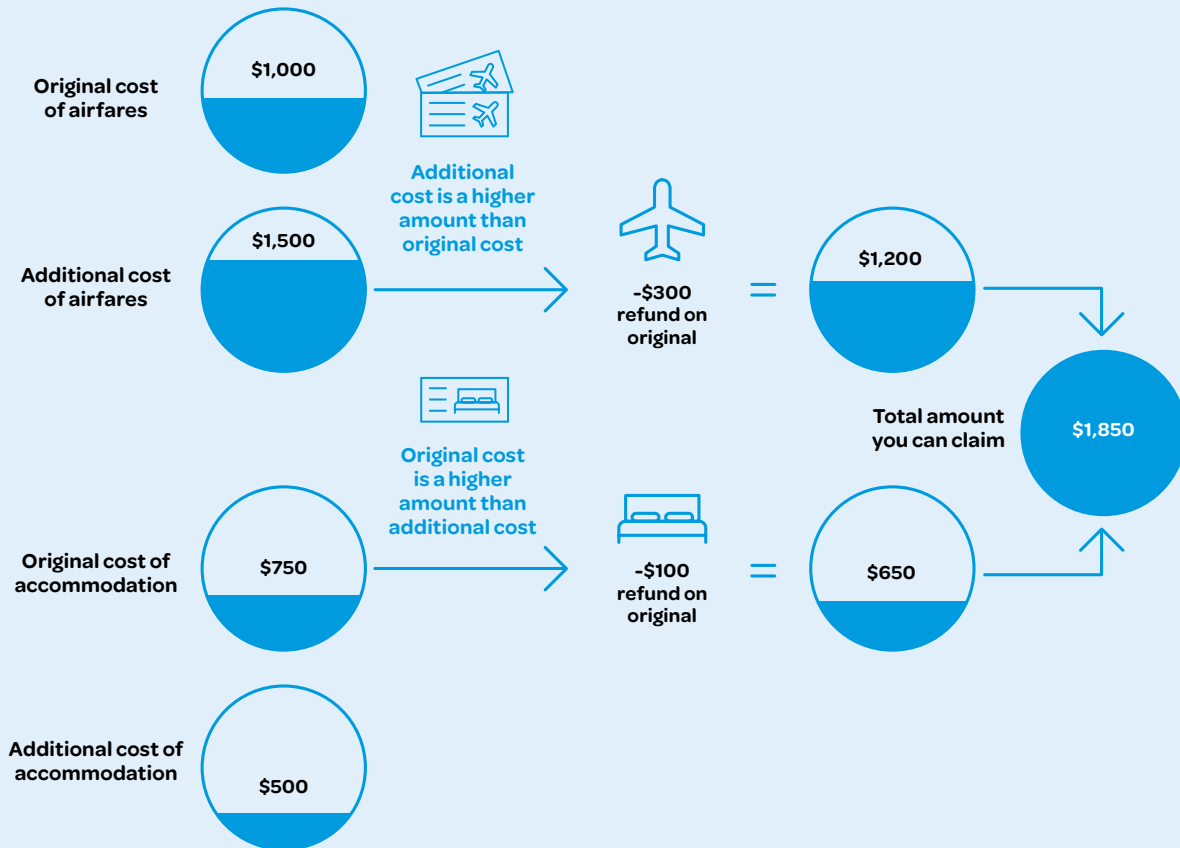 Original cost
of airfares
$1,000
Additional
cost is a higher
amount than
original cost
Additional cost
of airfares
$1,500
-$300
refund on
original
=
$1,200
Total amount
you can claim
$1,850
Original cost
is a higher
amount than
additional cost
Original cost of
accommodation
$750
-$100
refund on
original
=
$650
Additional cost of
accommodation
$500